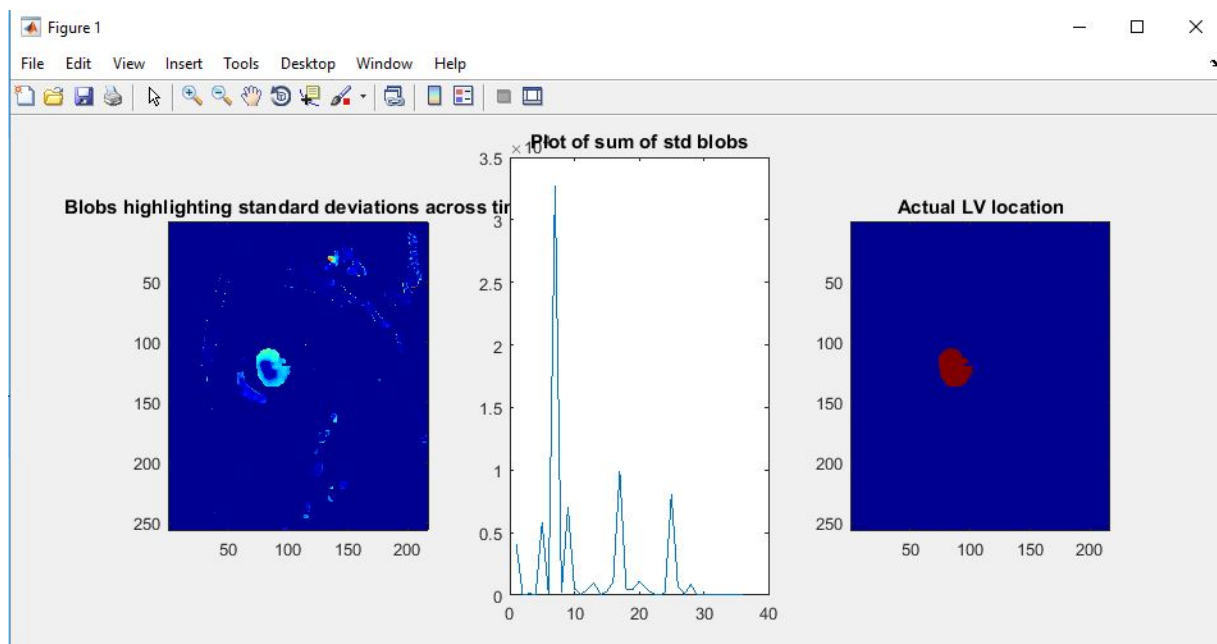 Figure 1
File Edit View Insert Tools Desktop Window Help
Blobs highlighting standard deviations across
50
100
150
200
250
50 100 150 200
Plot of sum of std blobs
3.5
3
2.5
2
1.5
1
0.5
0
0 10 20 30 40
Actual LV location
50
100
150
200
250
50 100 150 200